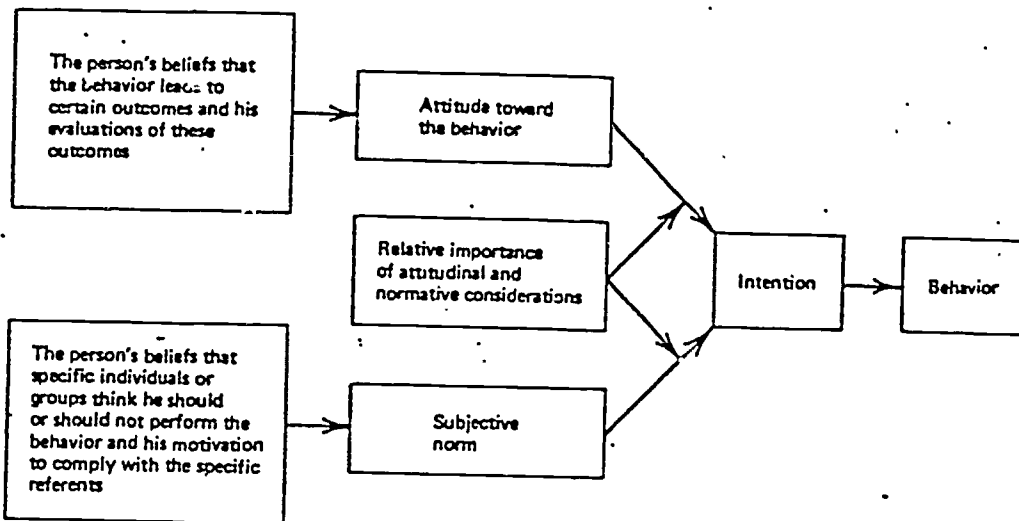 The person's beliefs that
the behavior leads to
certain outcomes and his
evaluations of these
outcomes
Attitude toward
the behavior
Relative importance
of attitudinal and
normative considerations
Intention
Behavior
The person's beliefs that
specific individuals or
groups think he should
or should not perform the
behavior and his motivation
to comply with the specific
referents
Subjective
norm